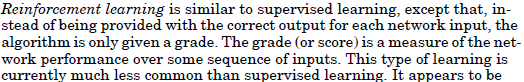 Reinforcement learning is similar to supervised learning, except that, in-
stead of being provided with the correct output for each network input, the
algorithm is only given a grade. The grade (or score) is a measure of the net-
work performance over some sequence of inputs. This type of learning is
currently much less common than supervised learning. It appears to be